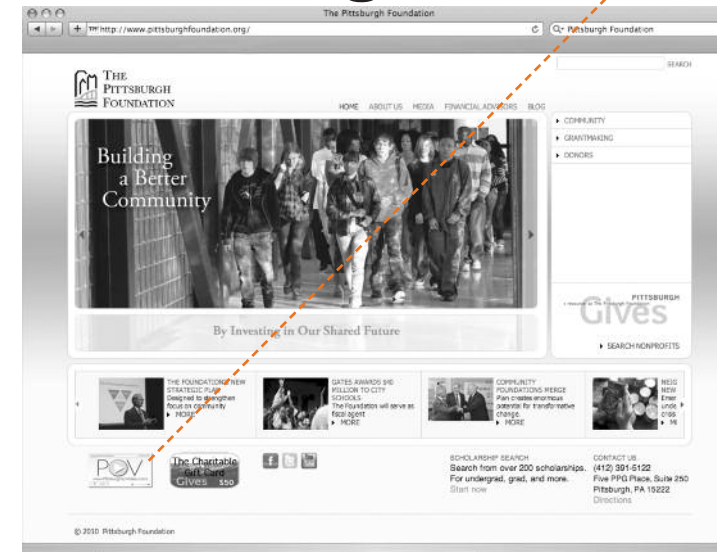 The Pittsburgh Foundation
http://www.pittsburghfoundation.org/
Pittsburgh Foundation
SEARCH
THE
PITTSBURGH
FOUNDATION
HOME ABOUT US MEDIA FINANCIAL ADVISORS BLOG
Building
a Better
Community
COMMUNITY
GRANTMAKING
DONORS
PITTSBURGH
Gives
SEARCH NONPROFITS
By Investing in Our Shared Future
THE FOUNDATION'S NEW
STRATEGIC PLAN
Designed to strengthen
focus on community
MORE
GATES AWARDS $40
MILLION TO CITY
SCHOOLS
The Foundation will serve as
fiscal agent
MORE
COMMUNITY
FOUNDATIONS MERGE
Plan creates enormous
potential for transformative
change.
MORE
NEW
POV
The Charitable
Gift Card
Gives $50
SCHOLARSHIP SEARCH
Search from over 200 scholarships.
For undergrad, grad, and more.
Start now
CONTACT US
(412) 391-5122
Five PPG Place, Suite 250
Pittsburgh, PA 15222
Directions
© 2010 Pittsburgh Foundation